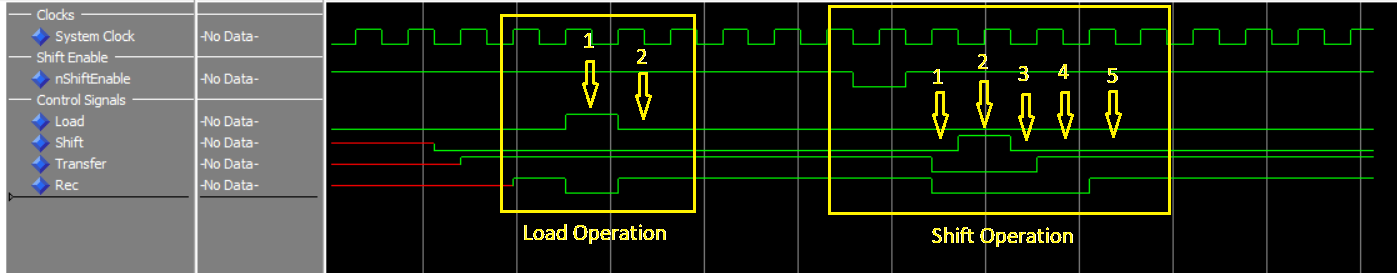 Clocks
System Clock -No Data-
Shift Enable
nShiftEnable -No Data-
Control Signals
Load -No Data-
Shift -No Data-
Transfer -No Data-
Rec -No Data-
1
2
Load Operation
1
2
3
4
5
Shift Operation